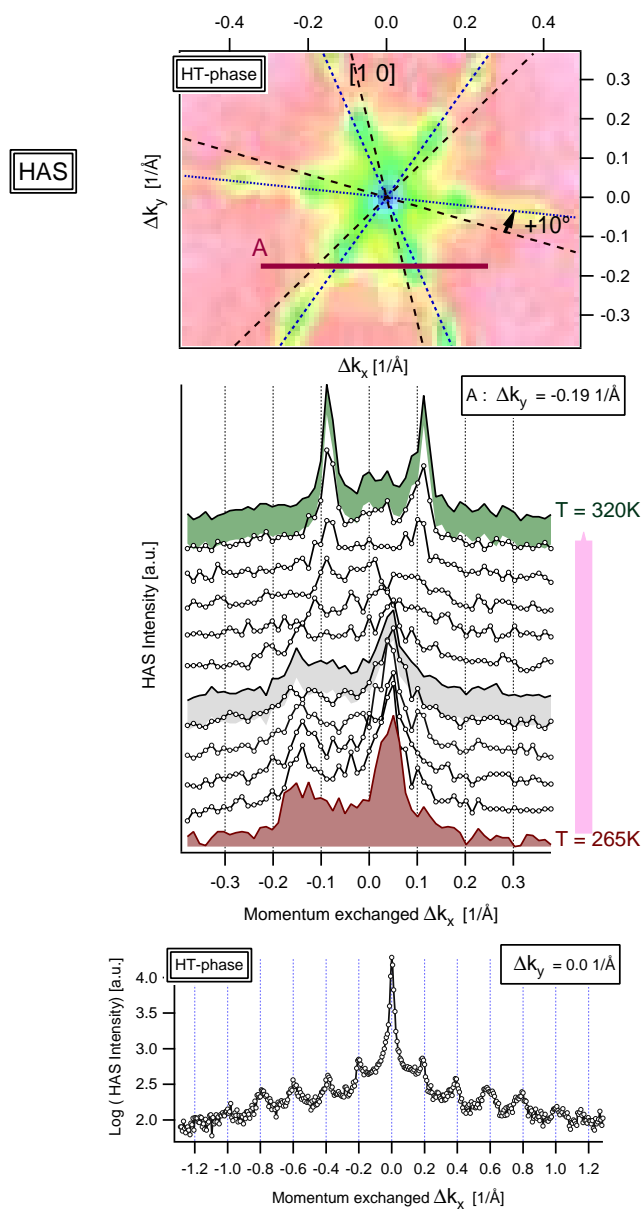 -0.4 -0.2 0.0 0.2 0.4
HT-phase
[1 0]
HAS
Δk_y [1/Å]
0.3
0.2
0.1
0.0
-0.1
-0.2
-0.3
+10°
A
Δk_x [1/Å]
A : Δk_y = -0.19 1/Å
HAS Intensity [a.u.]
T = 320K
T = 265K
-0.3 -0.2 -0.1 0.0 0.1 0.2 0.3
Momentum exchanged Δk_x [1/Å]
HT-phase
Δk_y = 0.0 1/Å
Log ( HAS Intensity) [a.u.]
4.0
3.5
3.0
2.5
2.0
-1.2 -1.0 -0.8 -0.6 -0.4 -0.2 0.0 0.2 0.4 0.6 0.8 1.0 1.2
Momentum exchanged Δk_x [1/Å]